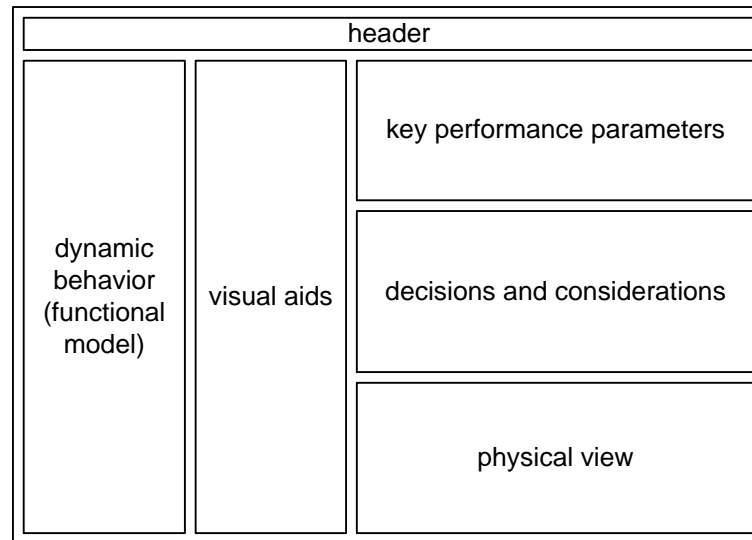 header
dynamic
behavior
(functional
model)
visual aids
key performance parameters
decisions and considerations
physical view